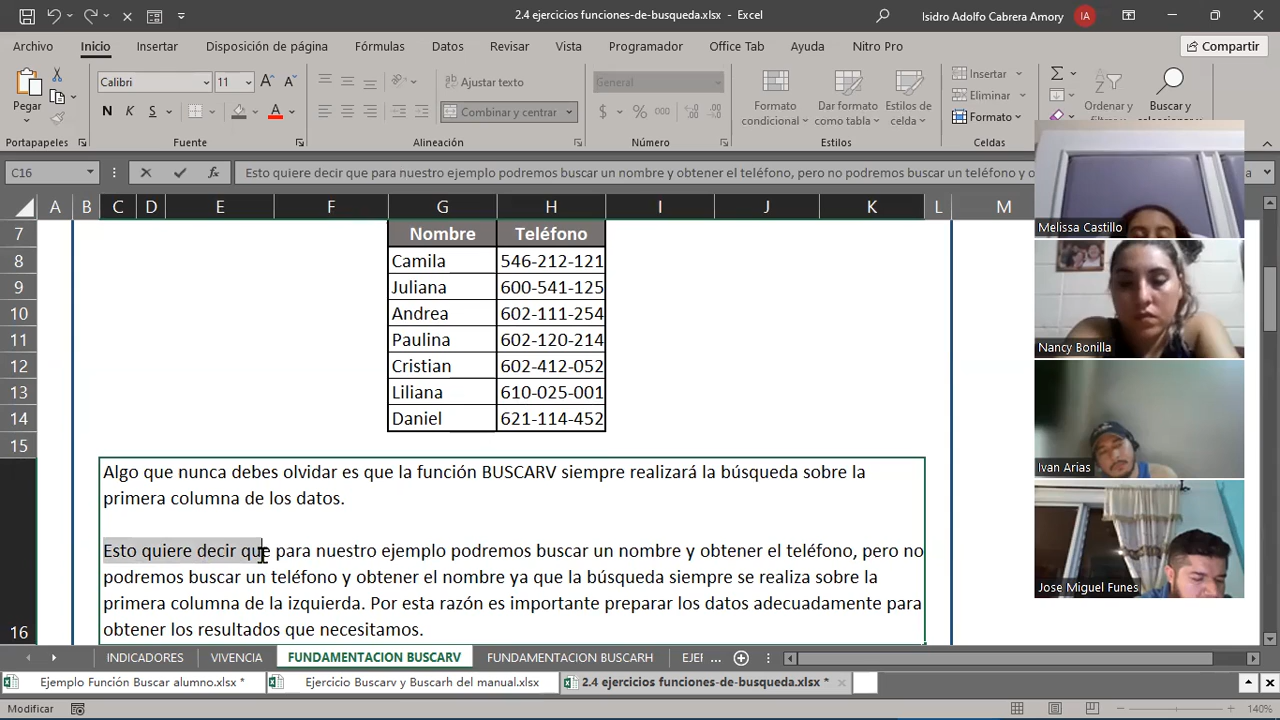 2.4 ejercicios funciones-de-busqueda.xlsx - Excel
Isidro Adolfo Cabrera Amory
IA
Archivo Inicio Insertar Disposición de página Fórmulas Datos Revisar Vista Programador Office Tab Ayuda Nitro Pro
Compartir
Pegar
Calibri 11
N K S
Ajustar texto
Combinar y centrar
General
$ % 000
Formato condicional
Dar formato como tabla
Estilos de celda
Insertar
Eliminar
Formato
Ordenar y
Buscar y
Portapapeles Fuente Alineación Número Estilos Celdas
C16
Esto quiere decir que para nuestro ejemplo podremos buscar un nombre y obtener el teléfono, pero no podremos buscar un teléfono y o
A B C D E F G H I J K L M
7 Nombre Teléfono
8 Camila 546-212-121
9 Juliana 600-541-125
10 Andrea 602-111-254
11 Paulina 602-120-214
12 Cristian 602-412-052
13 Liliana 610-025-001
14 Daniel 621-114-452
15
Algo que nunca debes olvidar es que la función BUSCARV siempre realizará la búsqueda sobre la
primera columna de los datos.
Esto quiere decir que para nuestro ejemplo podremos buscar un nombre y obtener el teléfono, pero no
podremos buscar un teléfono y obtener el nombre ya que la búsqueda siempre se realiza sobre la
primera columna de la izquierda. Por esta razón es importante preparar los datos adecuadamente para
16 obtener los resultados que necesitamos.
Melissa Castillo
Nancy Bonilla
Ivan Arias
Jose Miguel Funes
INDICADORES VIVENCIA FUNDAMENTACION BUSCARV FUNDAMENTACION BUSCARH EJEI ...
Ejemplo Función Buscar alumno.xlsx * Ejercicio Buscarv y Buscarh del manual.xlsx 2.4 ejercicios funciones-de-busqueda.xlsx *
Modificar
140%